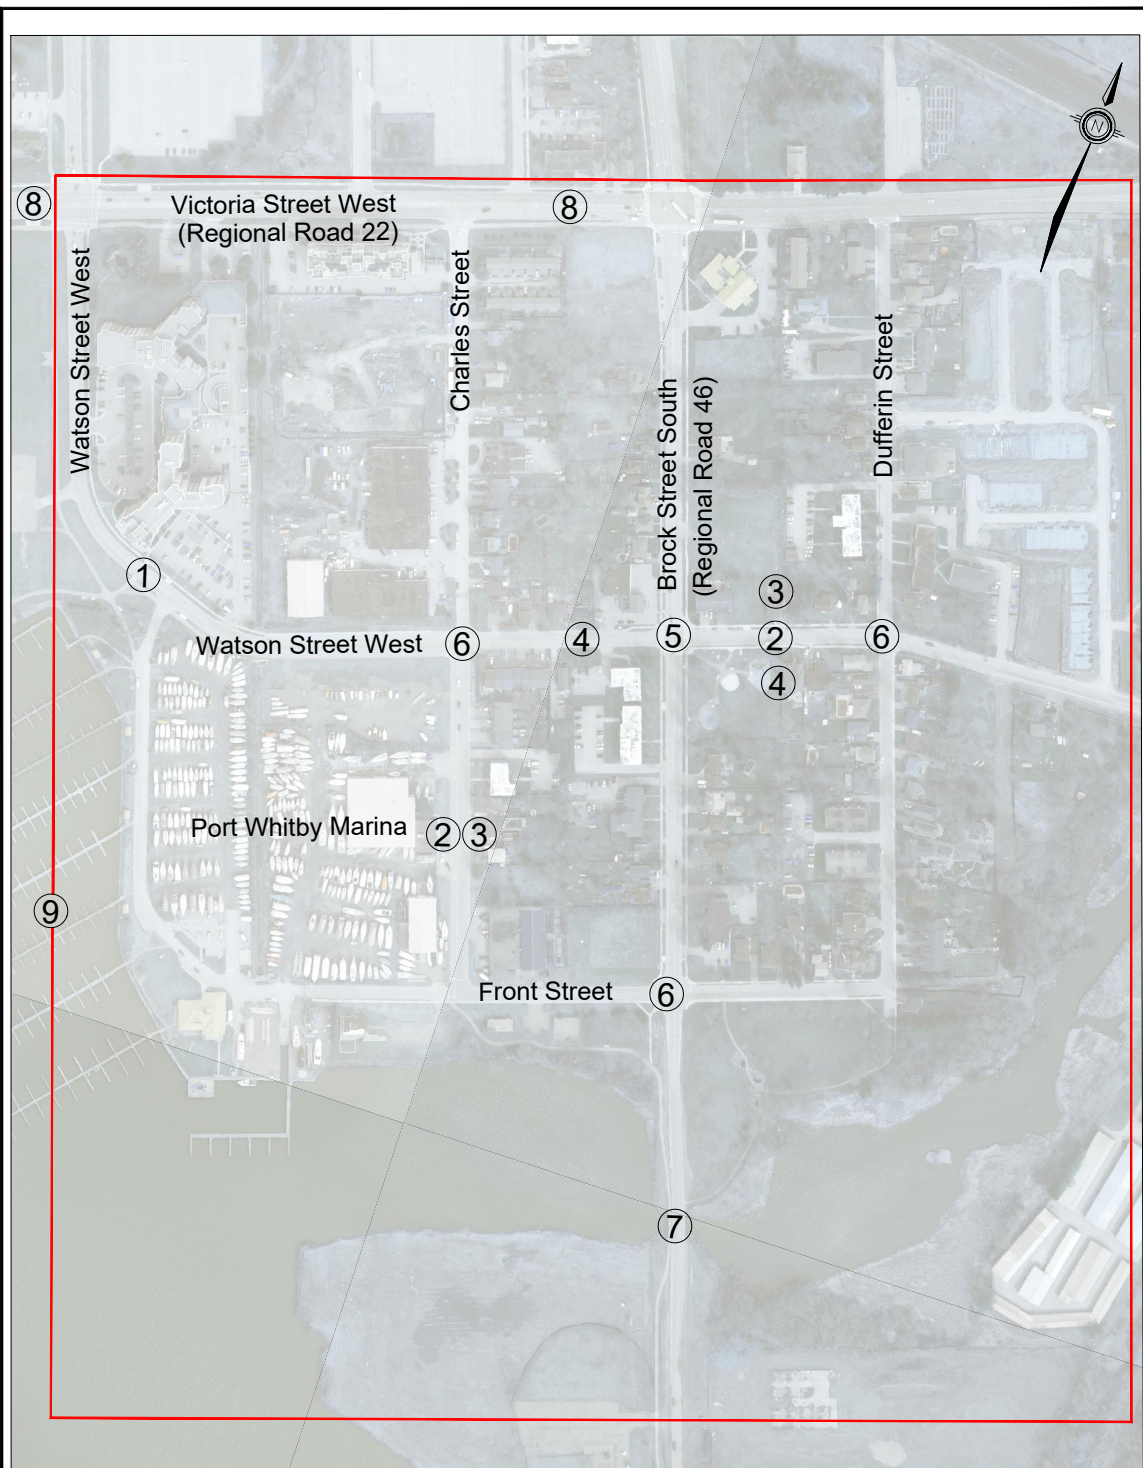 N
8
Victoria Street West
(Regional Road 22)
8
Watson Street West
Charles Street
Brock Street South
(Regional Road 46)
Dufferin Street
1
3
Watson Street West
6
4
5
2
6
4
Port Whitby Marina
2
3
9
Front Street
6
7